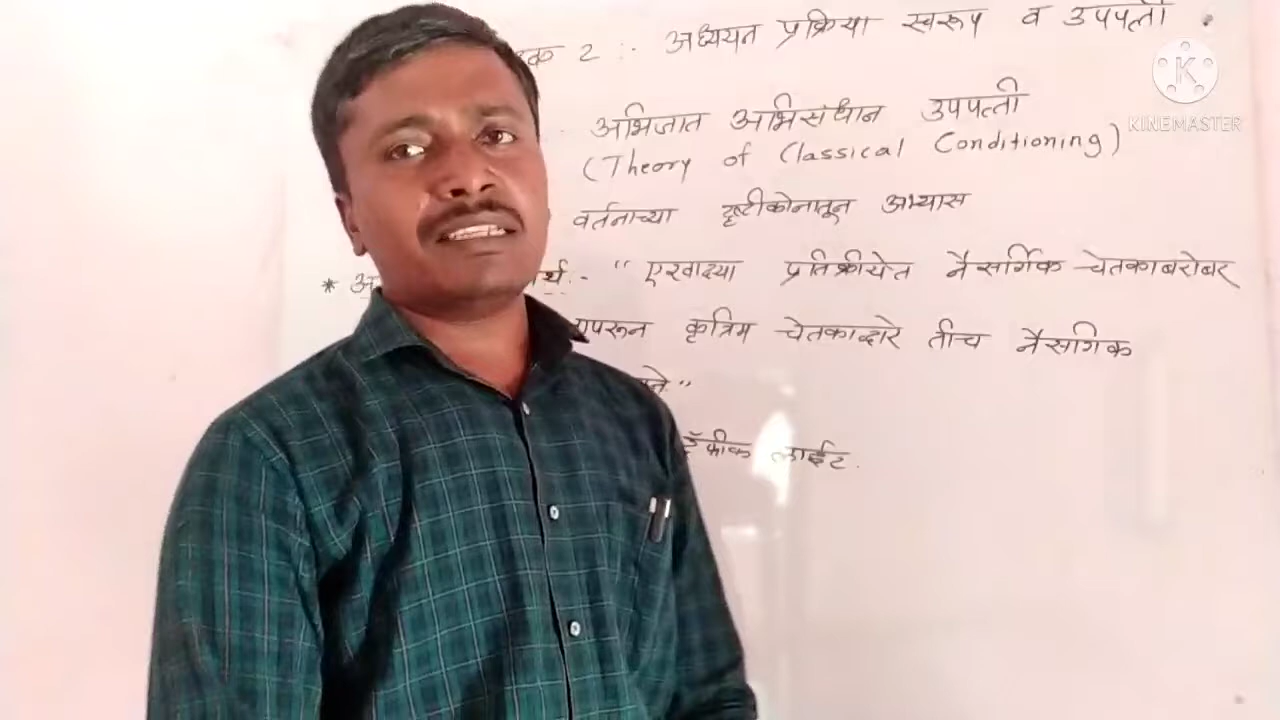 2 :- अध्ययन प्रक्रिया स्वरूप व उपपत्ती
अभिजात अभिसंधान उपपत्ती
(Theory of Classical Conditioning)
वर्तनाच्या दृष्टीकोनातून अभ्यास
* :- " एखाद्या प्रतिक्रीयेत नैसर्गिक चेतकाबरोबर
कृत्रिम चेतकाव्दारे तीच नैसर्गिक
"
लाईट.
K
KINEMASTER